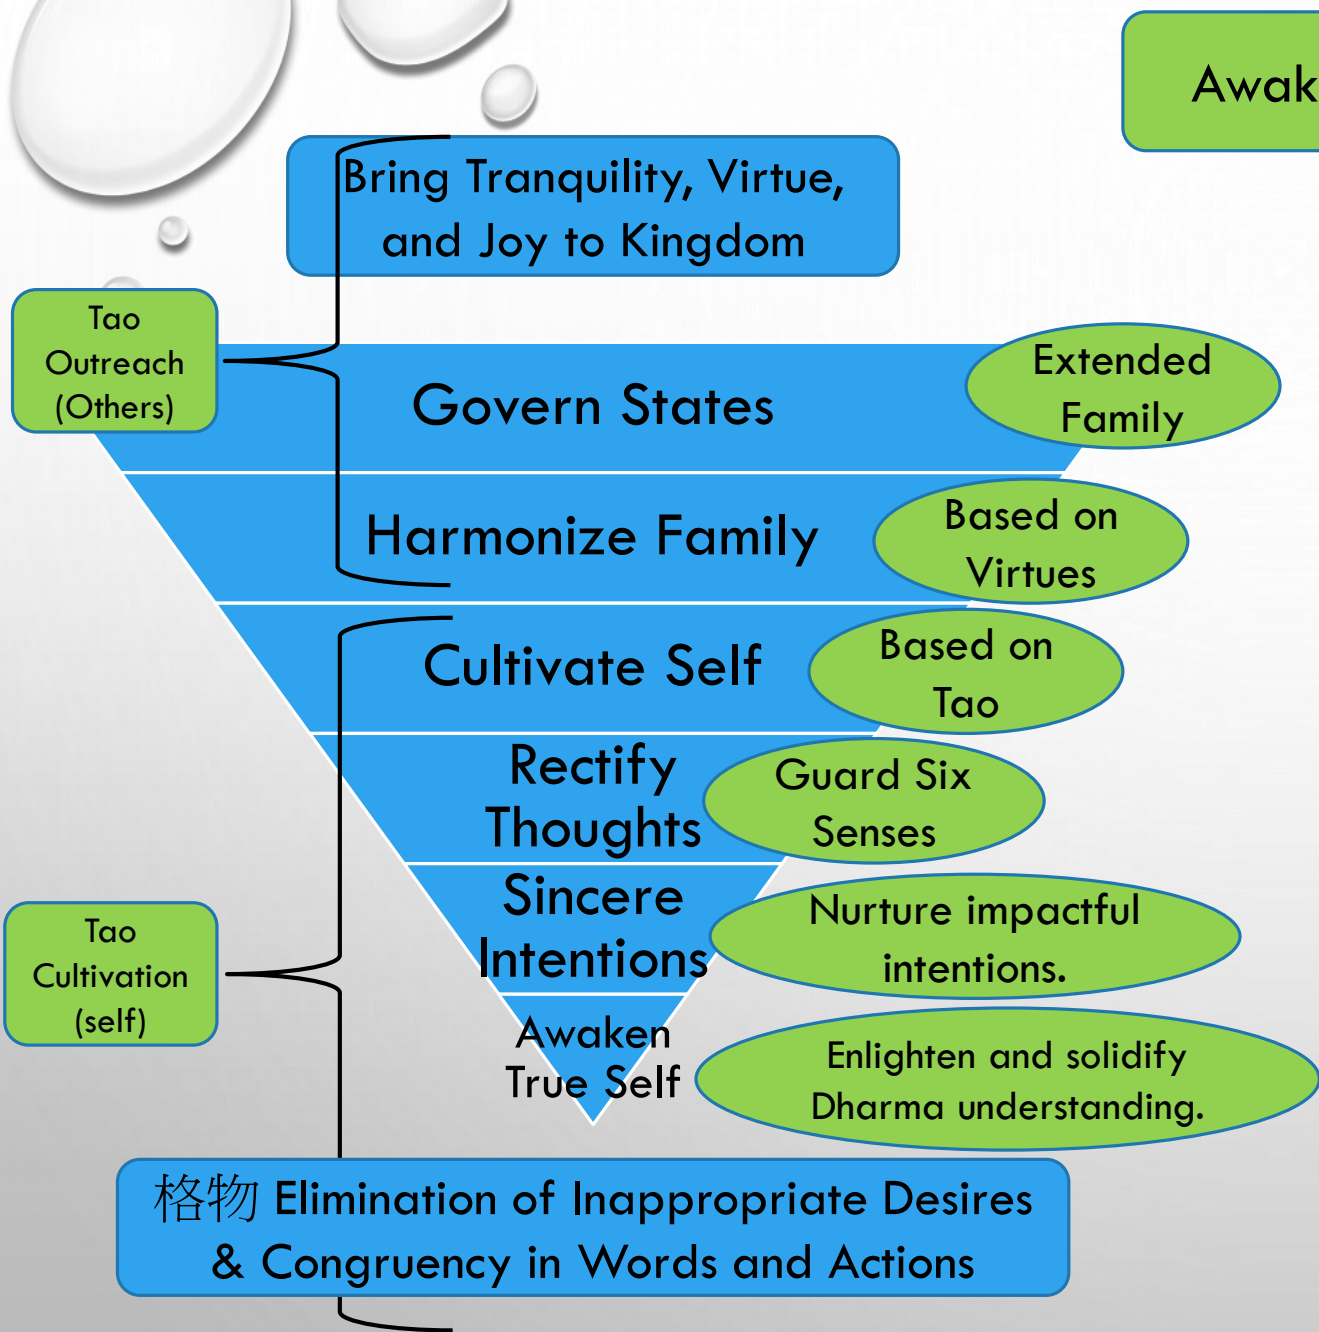 Awak
Bring Tranquility, Virtue,
and Joy to Kingdom
Tao
Outreach
(Others)
Govern States
Extended
Family
Harmonize Family
Based on
Virtues
Cultivate Self
Based on
Tao
Rectify
Thoughts
Guard Six
Senses
Sincere
Intentions
Nurture impactful
intentions.
Tao
Cultivation
(self)
Awaken
True Self
Enlighten and solidify
Dharma understanding.
格物 Elimination of Inappropriate Desires
& Congruency in Words and Actions